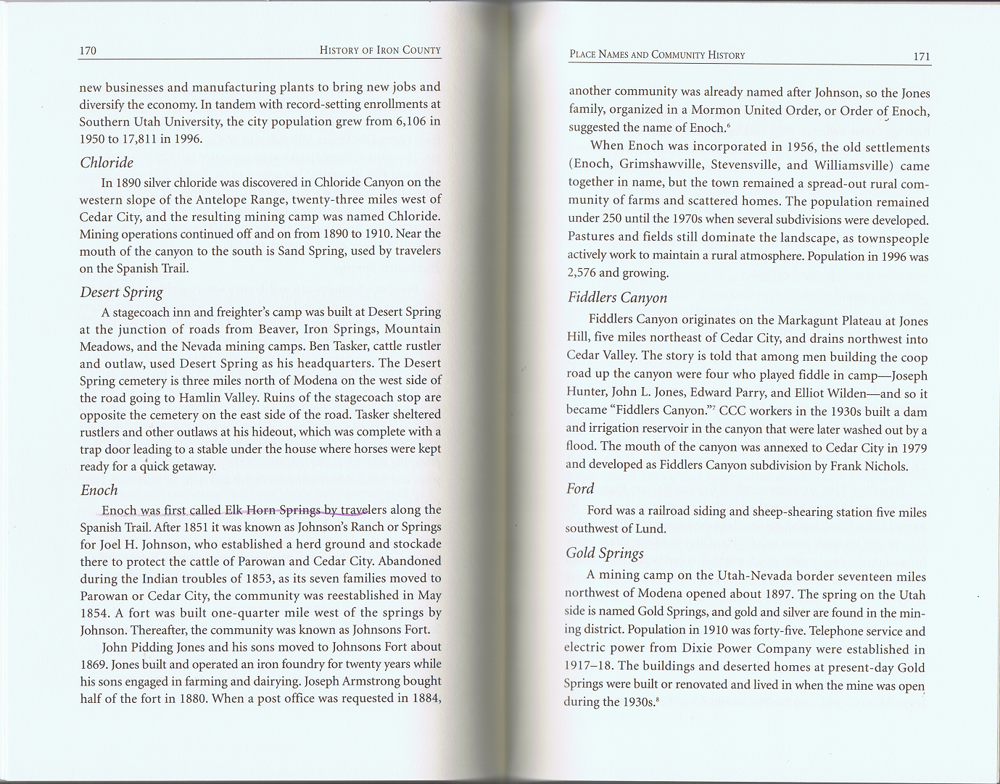 170 HISTORY OF IRON COUNTY
new businesses and manufacturing plants to bring new jobs and
diversify the economy. In tandem with record-setting enrollments at
Southern Utah University, the city population grew from 6,106 in
1950 to 17,811 in 1996.
Chloride
In 1890 silver chloride was discovered in Chloride Canyon on the
western slope of the Antelope Range, twenty-three miles west of
Cedar City, and the resulting mining camp was named Chloride.
Mining operations continued off and on from 1890 to 1910. Near the
mouth of the canyon to the south is Sand Spring, used by travelers
on the Spanish Trail.
Desert Spring
A stagecoach inn and freighter's camp was built at Desert Spring
at the junction of roads from Beaver, Iron Springs, Mountain
Meadows, and the Nevada mining camps. Ben Tasker, cattle rustler
and outlaw, used Desert Spring as his headquarters. The Desert
Spring cemetery is three miles north of Modena on the west side of
the road going to Hamlin Valley. Ruins of the stagecoach stop are
opposite the cemetery on the east side of the road. Tasker sheltered
rustlers and other outlaws at his hideout, which was complete with a
trap door leading to a stable under the house where horses were kept
ready for a quick getaway.
Enoch
Enoch was first called Elk Horn Springs by travelers along the
Spanish Trail. After 1851 it was known as Johnson's Ranch or Springs
for Joel H. Johnson, who established a herd ground and stockade
there to protect the cattle of Parowan and Cedar City. Abandoned
during the Indian troubles of 1853, as its seven families moved to
Parowan or Cedar City, the community was reestablished in May
1854. A fort was built one-quarter mile west of the springs by
Johnson. Thereafter, the community was known as Johnsons Fort.
John Pidding Jones and his sons moved to Johnsons Fort about
1869. Jones built and operated an iron foundry for twenty years while
his sons engaged in farming and dairying. Joseph Armstrong bought
half of the fort in 1880. When a post office was requested in 1884,
PLACE NAMES AND COMMUNITY HISTORY 171
another community was already named after Johnson, so the Jones
family, organized in a Mormon United Order, or Order of Enoch,
suggested the name of Enoch.⁶
When Enoch was incorporated in 1956, the old settlements
(Enoch, Grimshawville, Stevensville, and Williamsville) came
together in name, but the town remained a spread-out rural com-
munity of farms and scattered homes. The population remained
under 250 until the 1970s when several subdivisions were developed.
Pastures and fields still dominate the landscape, as townspeople
actively work to maintain a rural atmosphere. Population in 1996 was
2,576 and growing.
Fiddlers Canyon
Fiddlers Canyon originates on the Markagunt Plateau at Jones
Hill, five miles northeast of Cedar City, and drains northwest into
Cedar Valley. The story is told that among men building the coop
road up the canyon were four who played fiddle in camp—Joseph
Hunter, John L. Jones, Edward Parry, and Elliot Wilden—and so it
became “Fiddlers Canyon.”⁷ CCC workers in the 1930s built a dam
and irrigation reservoir in the canyon that were later washed out by a
flood. The mouth of the canyon was annexed to Cedar City in 1979
and developed as Fiddlers Canyon subdivision by Frank Nichols.
Ford
Ford was a railroad siding and sheep-shearing station five miles
southwest of Lund.
Gold Springs
A mining camp on the Utah-Nevada border seventeen miles
northwest of Modena opened about 1897. The spring on the Utah
side is named Gold Springs, and gold and silver are found in the min-
ing district. Population in 1910 was forty-five. Telephone service and
electric power from Dixie Power Company were established in
1917–18. The buildings and deserted homes at present-day Gold
Springs were built or renovated and lived in when the mine was open
during the 1930s.⁸